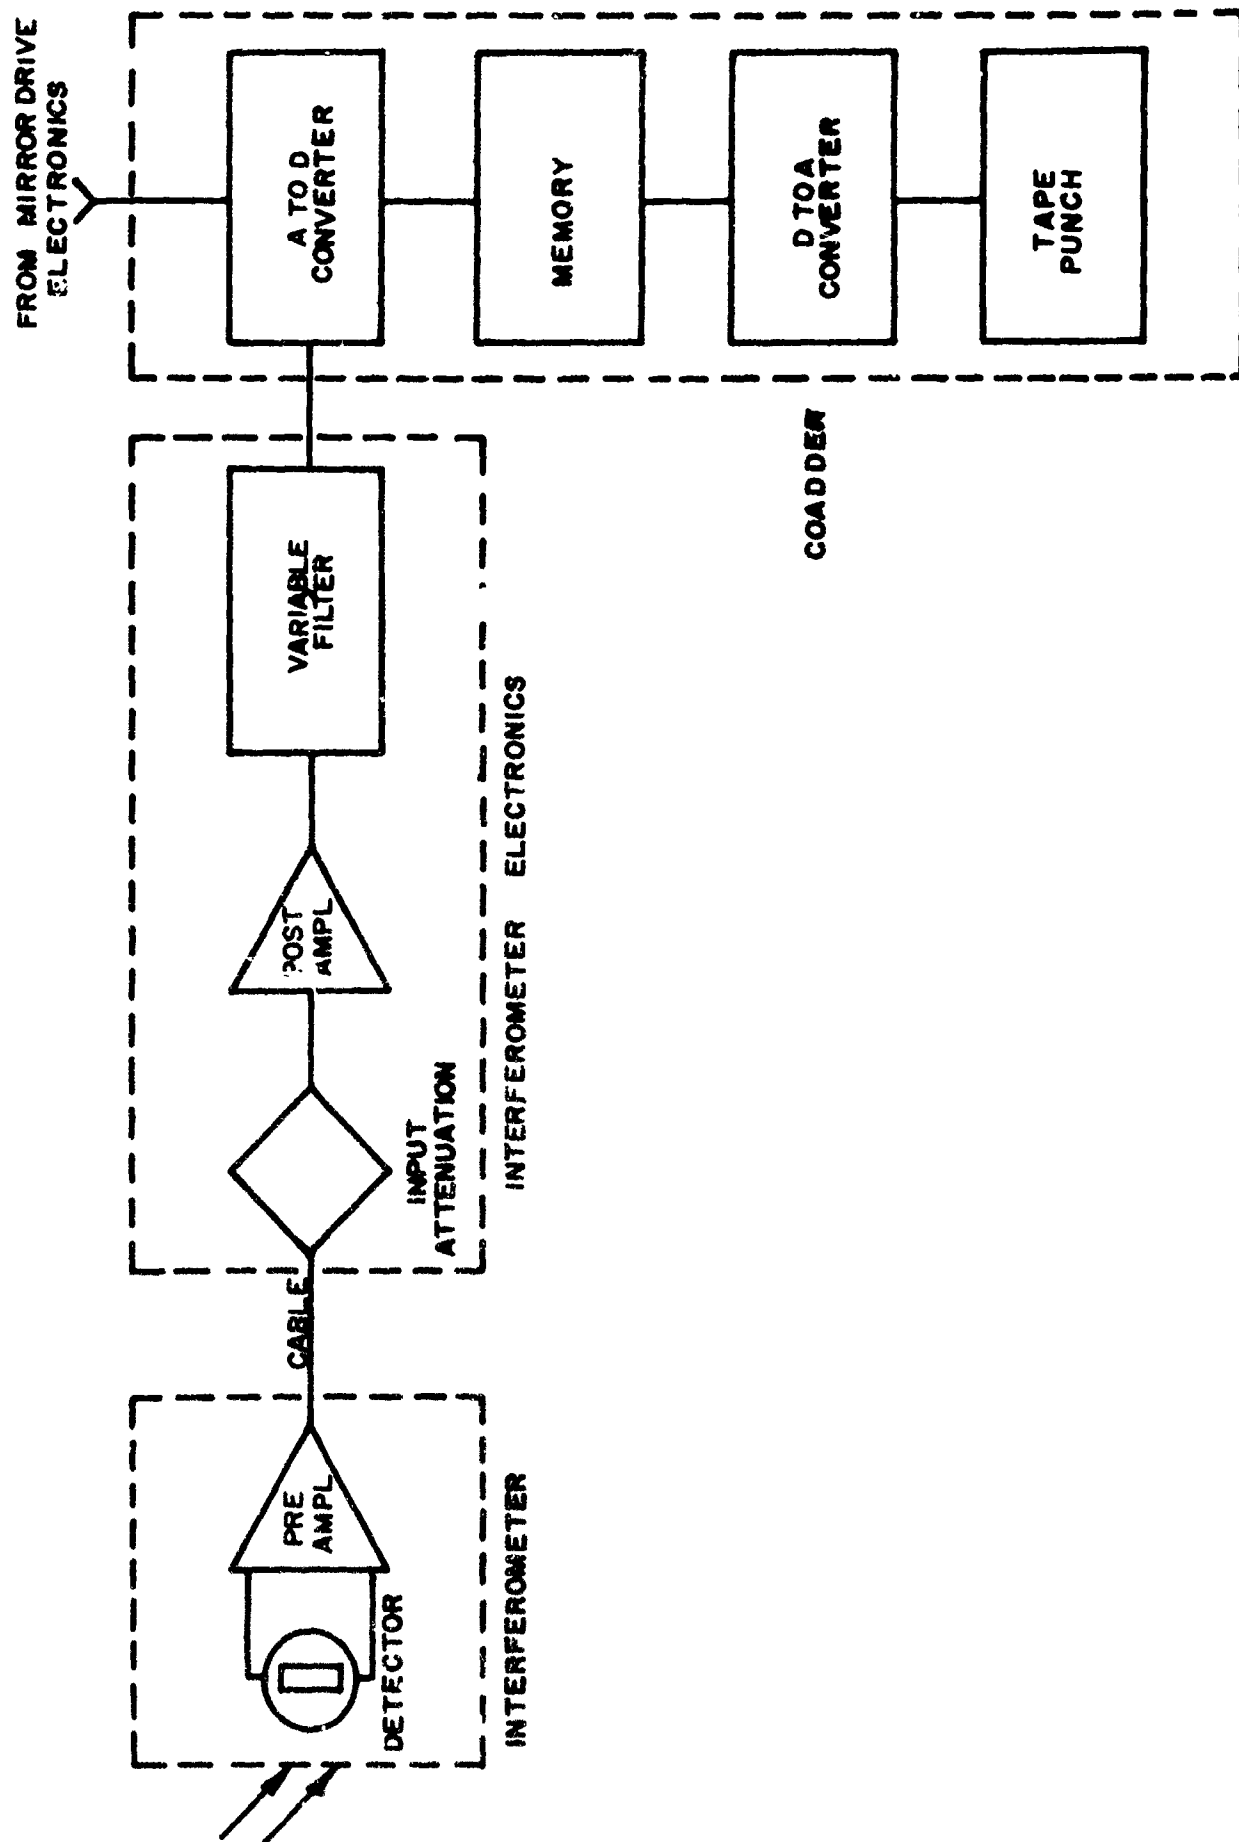 DETECTOR
PRE
AMPL
INTERFEROMETER
CABLE
INPUT
ATTENUATION
POST
AMPL
VARIABLE
FILTER
INTERFEROMETER ELECTRONICS
FROM MIRROR DRIVE
ELECTRONICS
A TO D
CONVERTER
MEMORY
D TO A
CONVERTER
TAPE
PUNCH
COADDER